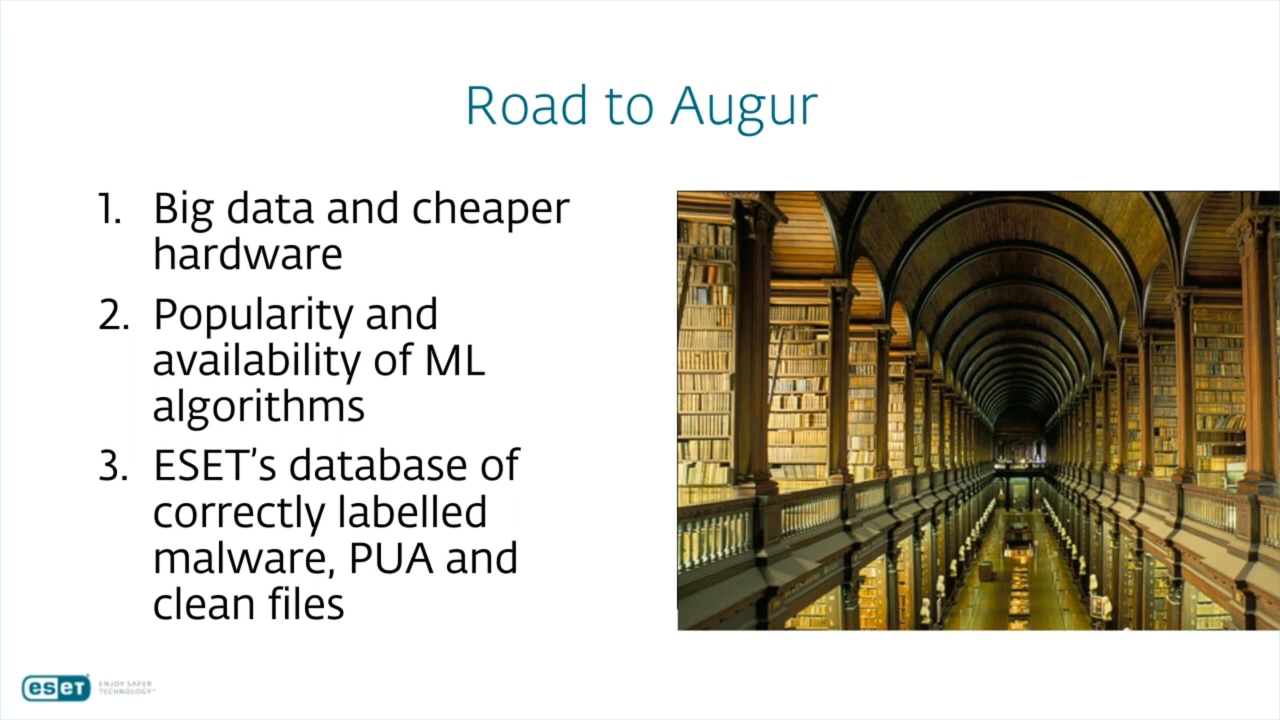 Road to Augur
1. Big data and cheaper
hardware
2. Popularity and
availability of ML
algorithms
3. ESET’s database of
correctly labelled
malware, PUA and
clean files
eseT
ENJOY SAFER
TECHNOLOGY™